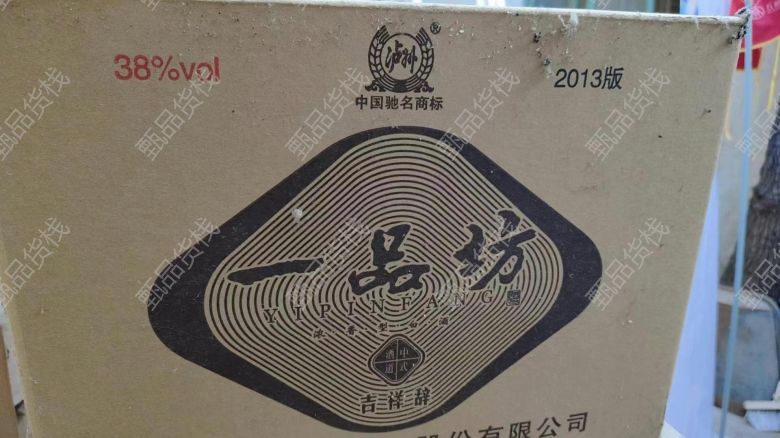 泸州
®
中国驰名商标
38%vol
2013版
一品坊
YIPINFANG
浓·香·型·白·酒
中式
酒道
吉祥辞
股份有限公司
甄品货栈